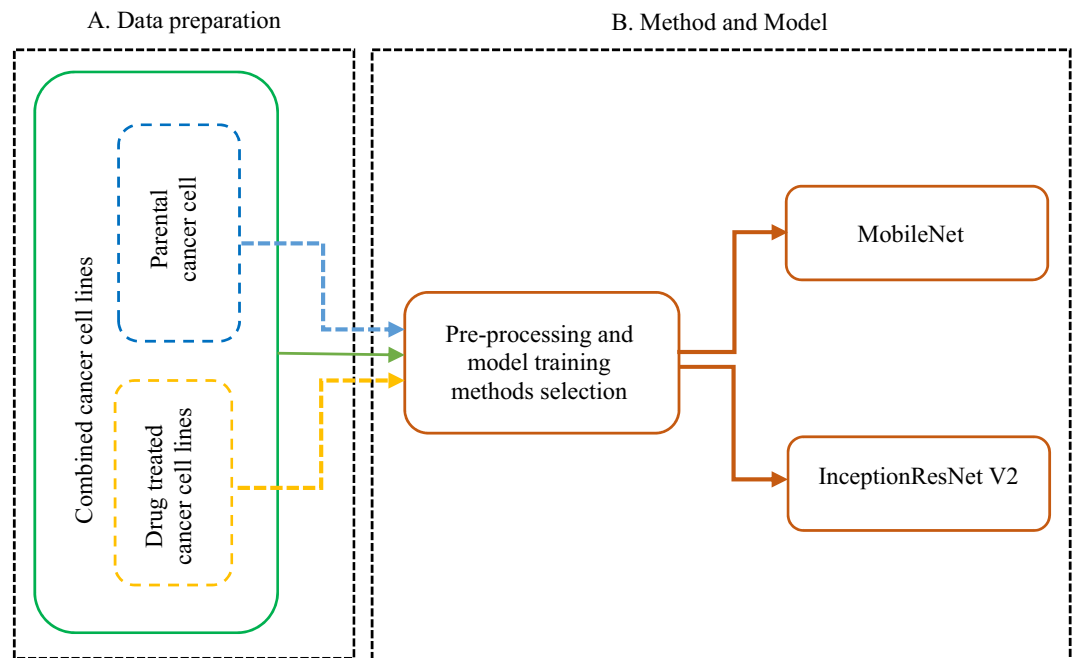 A. Data preparation
B. Method and Model
Combined cancer cell lines
Parental
cancer cell
Drug treated
cancer cell lines
Pre-processing and
model training
methods selection
MobileNet
InceptionResNet V2